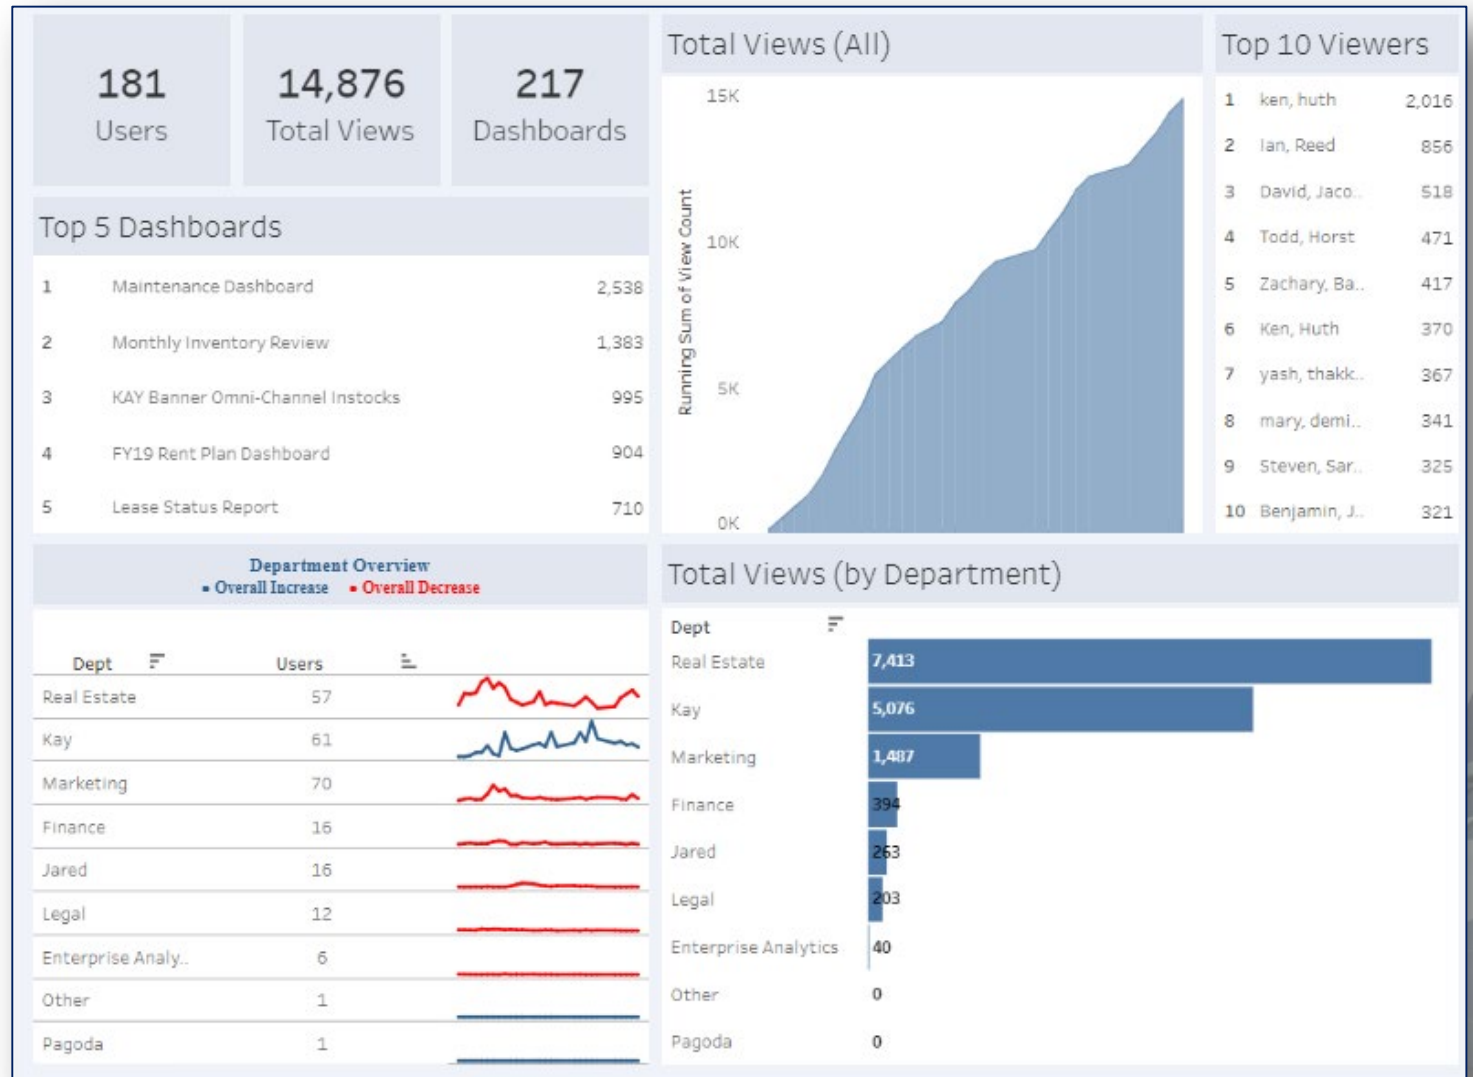 181
Users
14,876
Total Views
217
Dashboards
Top 5 Dashboards
1 Maintenance Dashboard 2,538
2 Monthly Inventory Review 1,383
3 KAY Banner Omni-Channel Instocks 995
4 FY19 Rent Plan Dashboard 904
5 Lease Status Report 710
Total Views (All)
Running Sum of View Count
15K
10K
5K
0K
Top 10 Viewers
1 ken, huth 2,016
2 Ian, Reed 856
3 David, Jaco.. 518
4 Todd, Horst 471
5 Zachary, Ba.. 417
6 Ken, Huth 370
7 yash, thakk.. 367
8 mary, demi.. 341
9 Steven, Sar.. 325
10 Benjamin, J.. 321
Department Overview
▪ Overall Increase ▪ Overall Decrease
Dept Users
Real Estate 57
Kay 61
Marketing 70
Finance 16
Jared 16
Legal 12
Enterprise Analy.. 6
Other 1
Pagoda 1
Total Views (by Department)
Dept
Real Estate 7,413
Kay 5,076
Marketing 1,487
Finance 394
Jared 263
Legal 203
Enterprise Analytics 40
Other 0
Pagoda 0